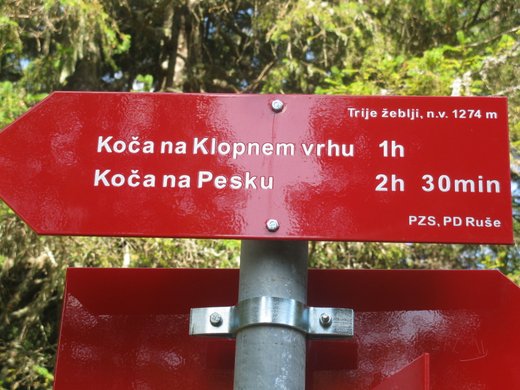 Trije žeblji, n.v. 1274 m
Koča na Klopnem vrhu 1h
Koča na Pesku 2h 30min
PZS, PD Ruše